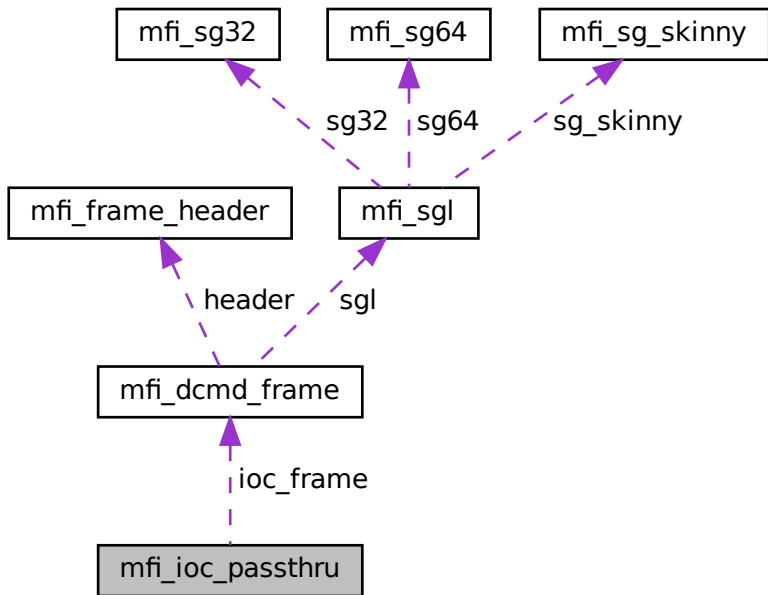 mfi_sg32
mfi_sg64
mfi_sg_skinny
sg32
sg64
sg_skinny
mfi_frame_header
mfi_sgl
header
sgl
mfi_dcmd_frame
ioc_frame
mfi_ioc_passthru